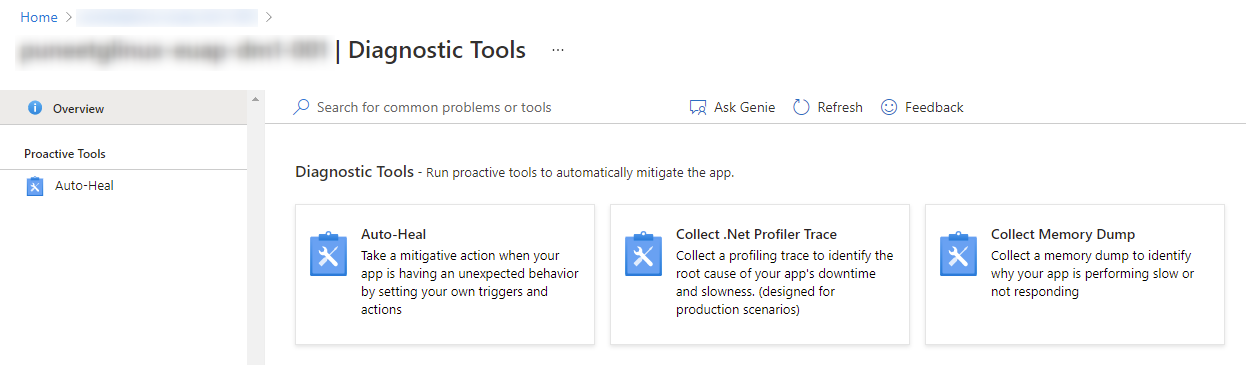 Home
| Diagnostic Tools ...
Overview
Search for common problems or tools
Ask Genie
Refresh
Feedback
Proactive Tools
Auto-Heal
Diagnostic Tools - Run proactive tools to automatically mitigate the app.
Auto-Heal
Take a mitigative action when your
app is having an unexpected behavior
by setting your own triggers and
actions
Collect .Net Profiler Trace
Collect a profiling trace to identify the
root cause of your app's downtime
and slowness. (designed for
production scenarios)
Collect Memory Dump
Collect a memory dump to identify
why your app is performing slow or
not responding